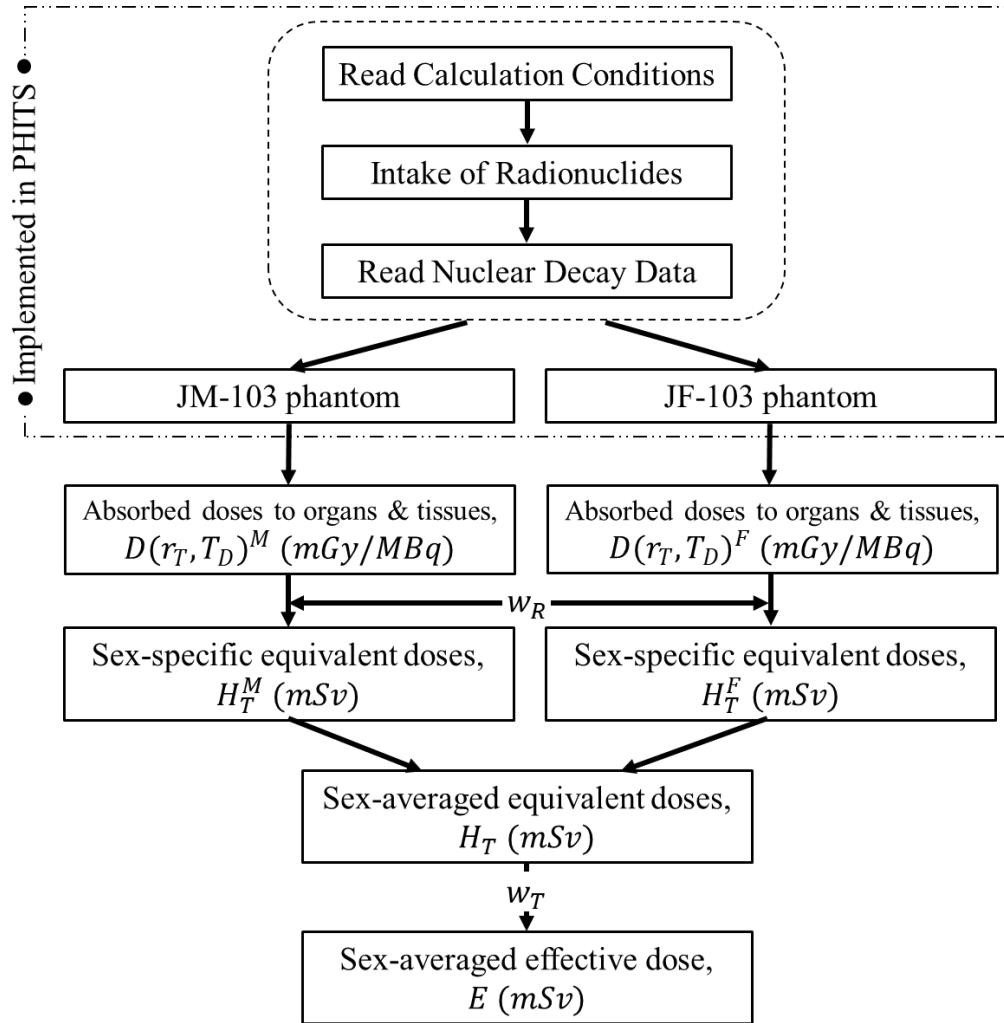 Implemented in PHITS
Read Calculation Conditions
Intake of Radionuclides
Read Nuclear Decay Data
JM-103 phantom
JF-103 phantom
Absorbed doses to organs & tissues,
D(r_T, T_D)^M (mGy/MBq)
Absorbed doses to organs & tissues,
D(r_T, T_D)^F (mGy/MBq)
w_R
Sex-specific equivalent doses,
H_T^M (mSv)
Sex-specific equivalent doses,
H_T^F (mSv)
Sex-averaged equivalent doses,
H_T (mSv)
w_T
Sex-averaged effective dose,
E (mSv)